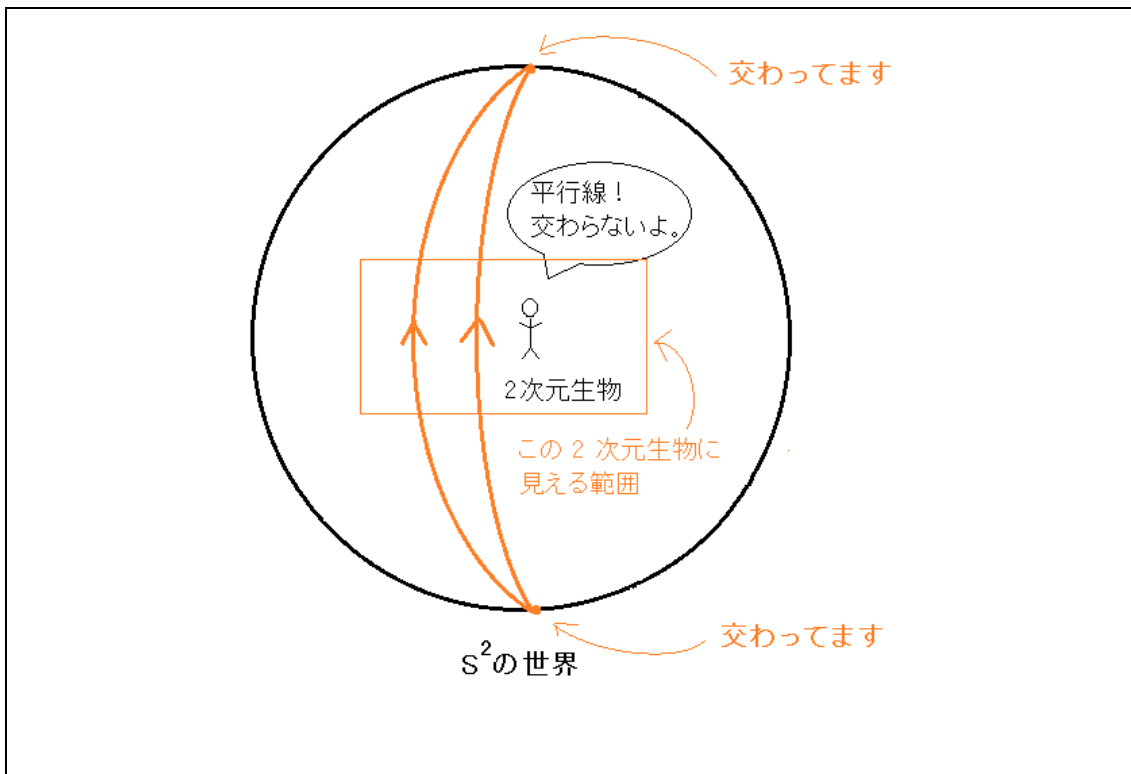 交わってます
平行線！
交わらないよ。
2次元生物
この 2 次元生物に
見える範囲
交わってます
S²の世界